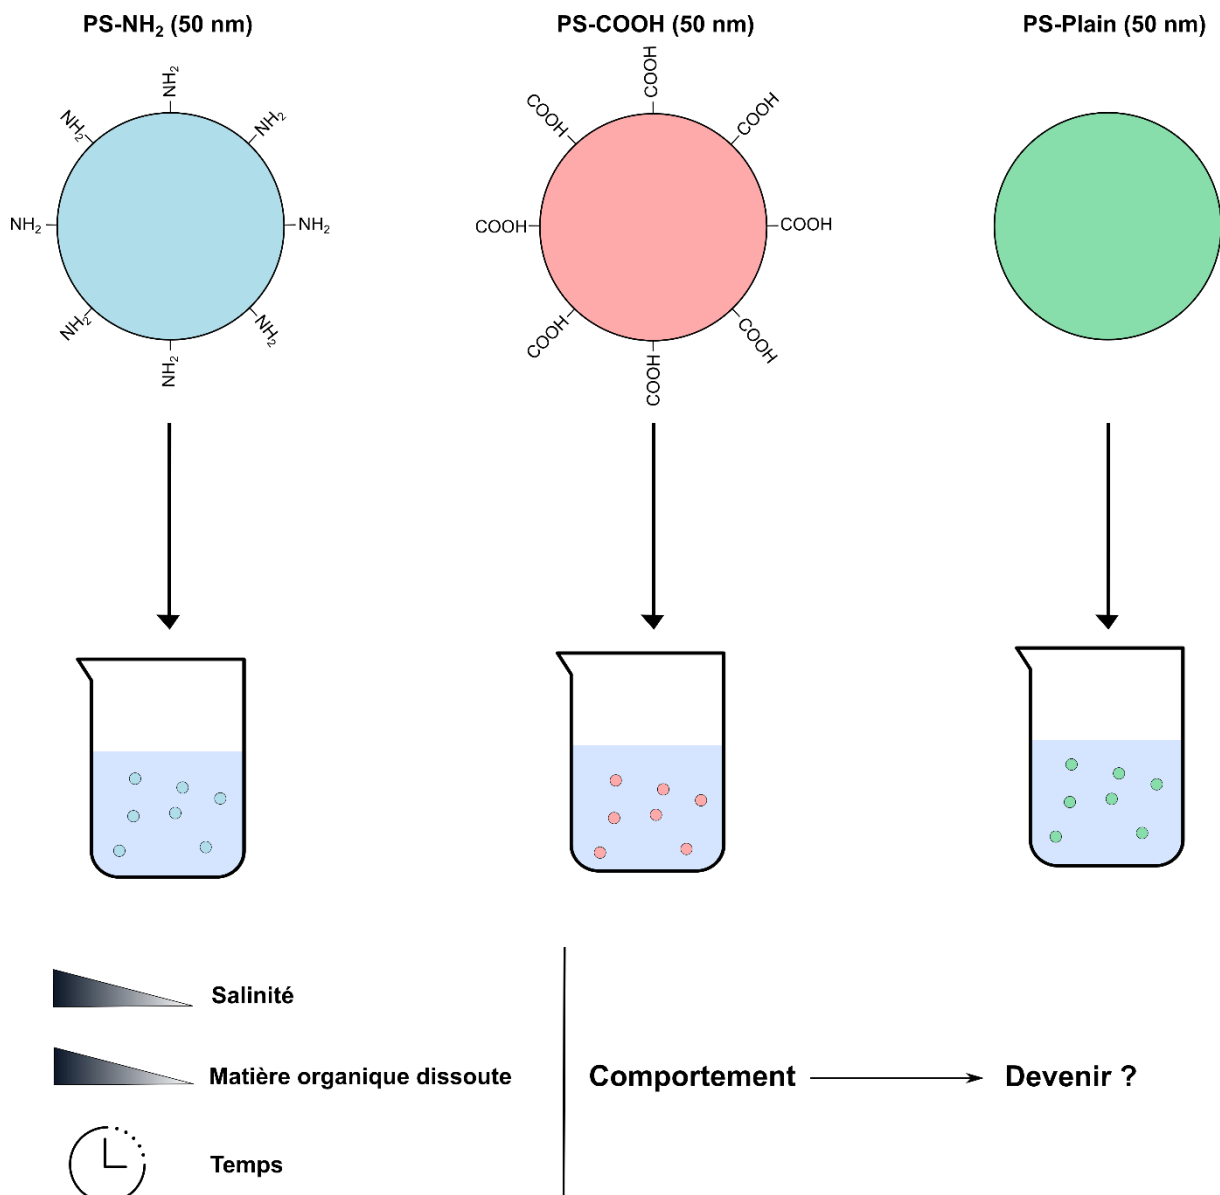 PS-NH₂ (50 nm) PS-COOH (50 nm) PS-Plain (50 nm)
NH₂ COOH
NH₂ NH₂ COOH COOH
NH₂ NH₂ COOH COOH
NH₂ NH₂ COOH COOH
NH₂ COOH
Salinité
Matière organique dissoute Comportement Devenir ?
Temps